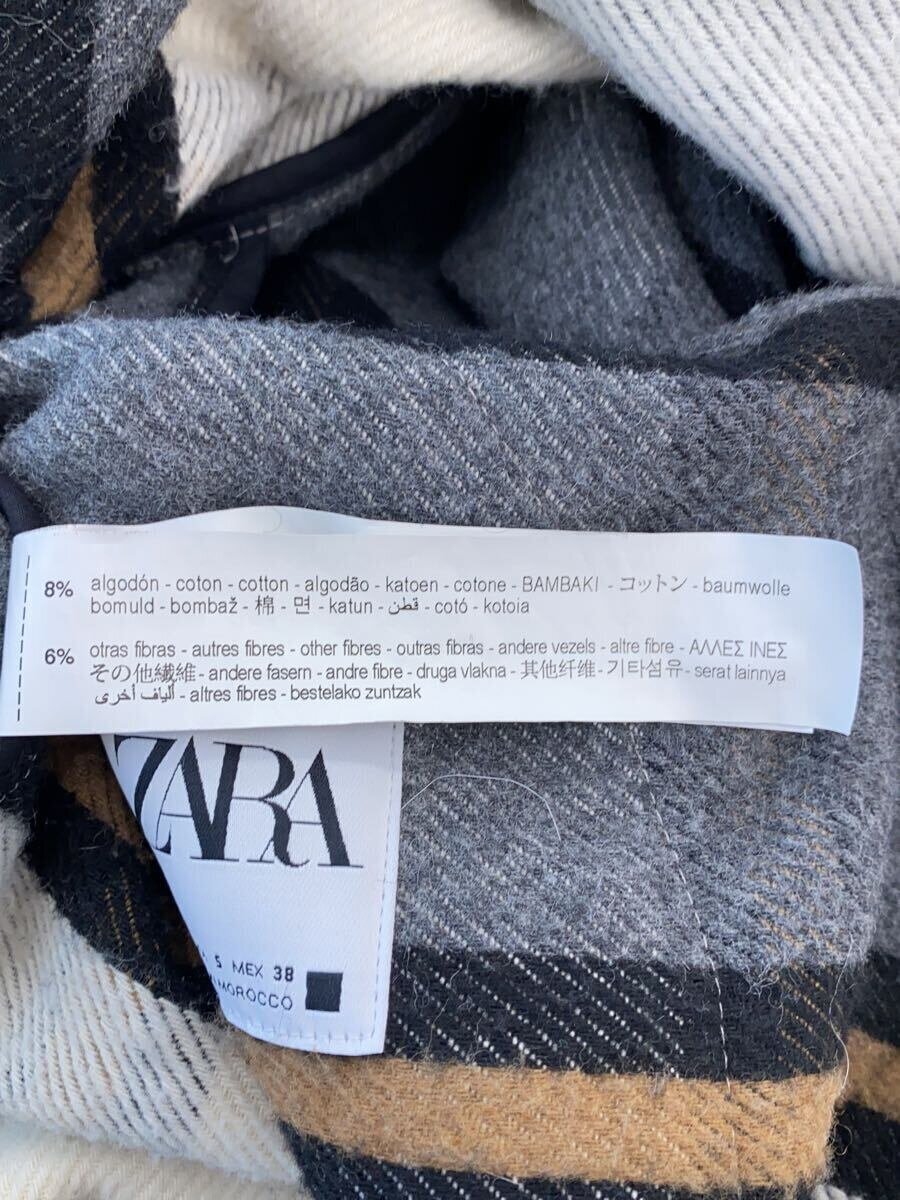 8% algodón - coton - cotton - algodão - katoen - cotone - BAMBAKI - コットン - baumwolle
bomuld - bombaž - 棉 - 면 - katun - قطن - cotó - kotoia
6% otras fibras - autres fibres - other fibres - outras fibras - andere vezels - altre fibre - ΑΛΛΕΣ ΙΝΕΣ
その他繊維 - andere fasern - andre fibre - druga vlakna - 其他纤维 - 기타섬유 - serat lainnya
ألياف أخرى - altres fibres - bestelako zuntzak
ZARA
S MEX 38
MOROCCO